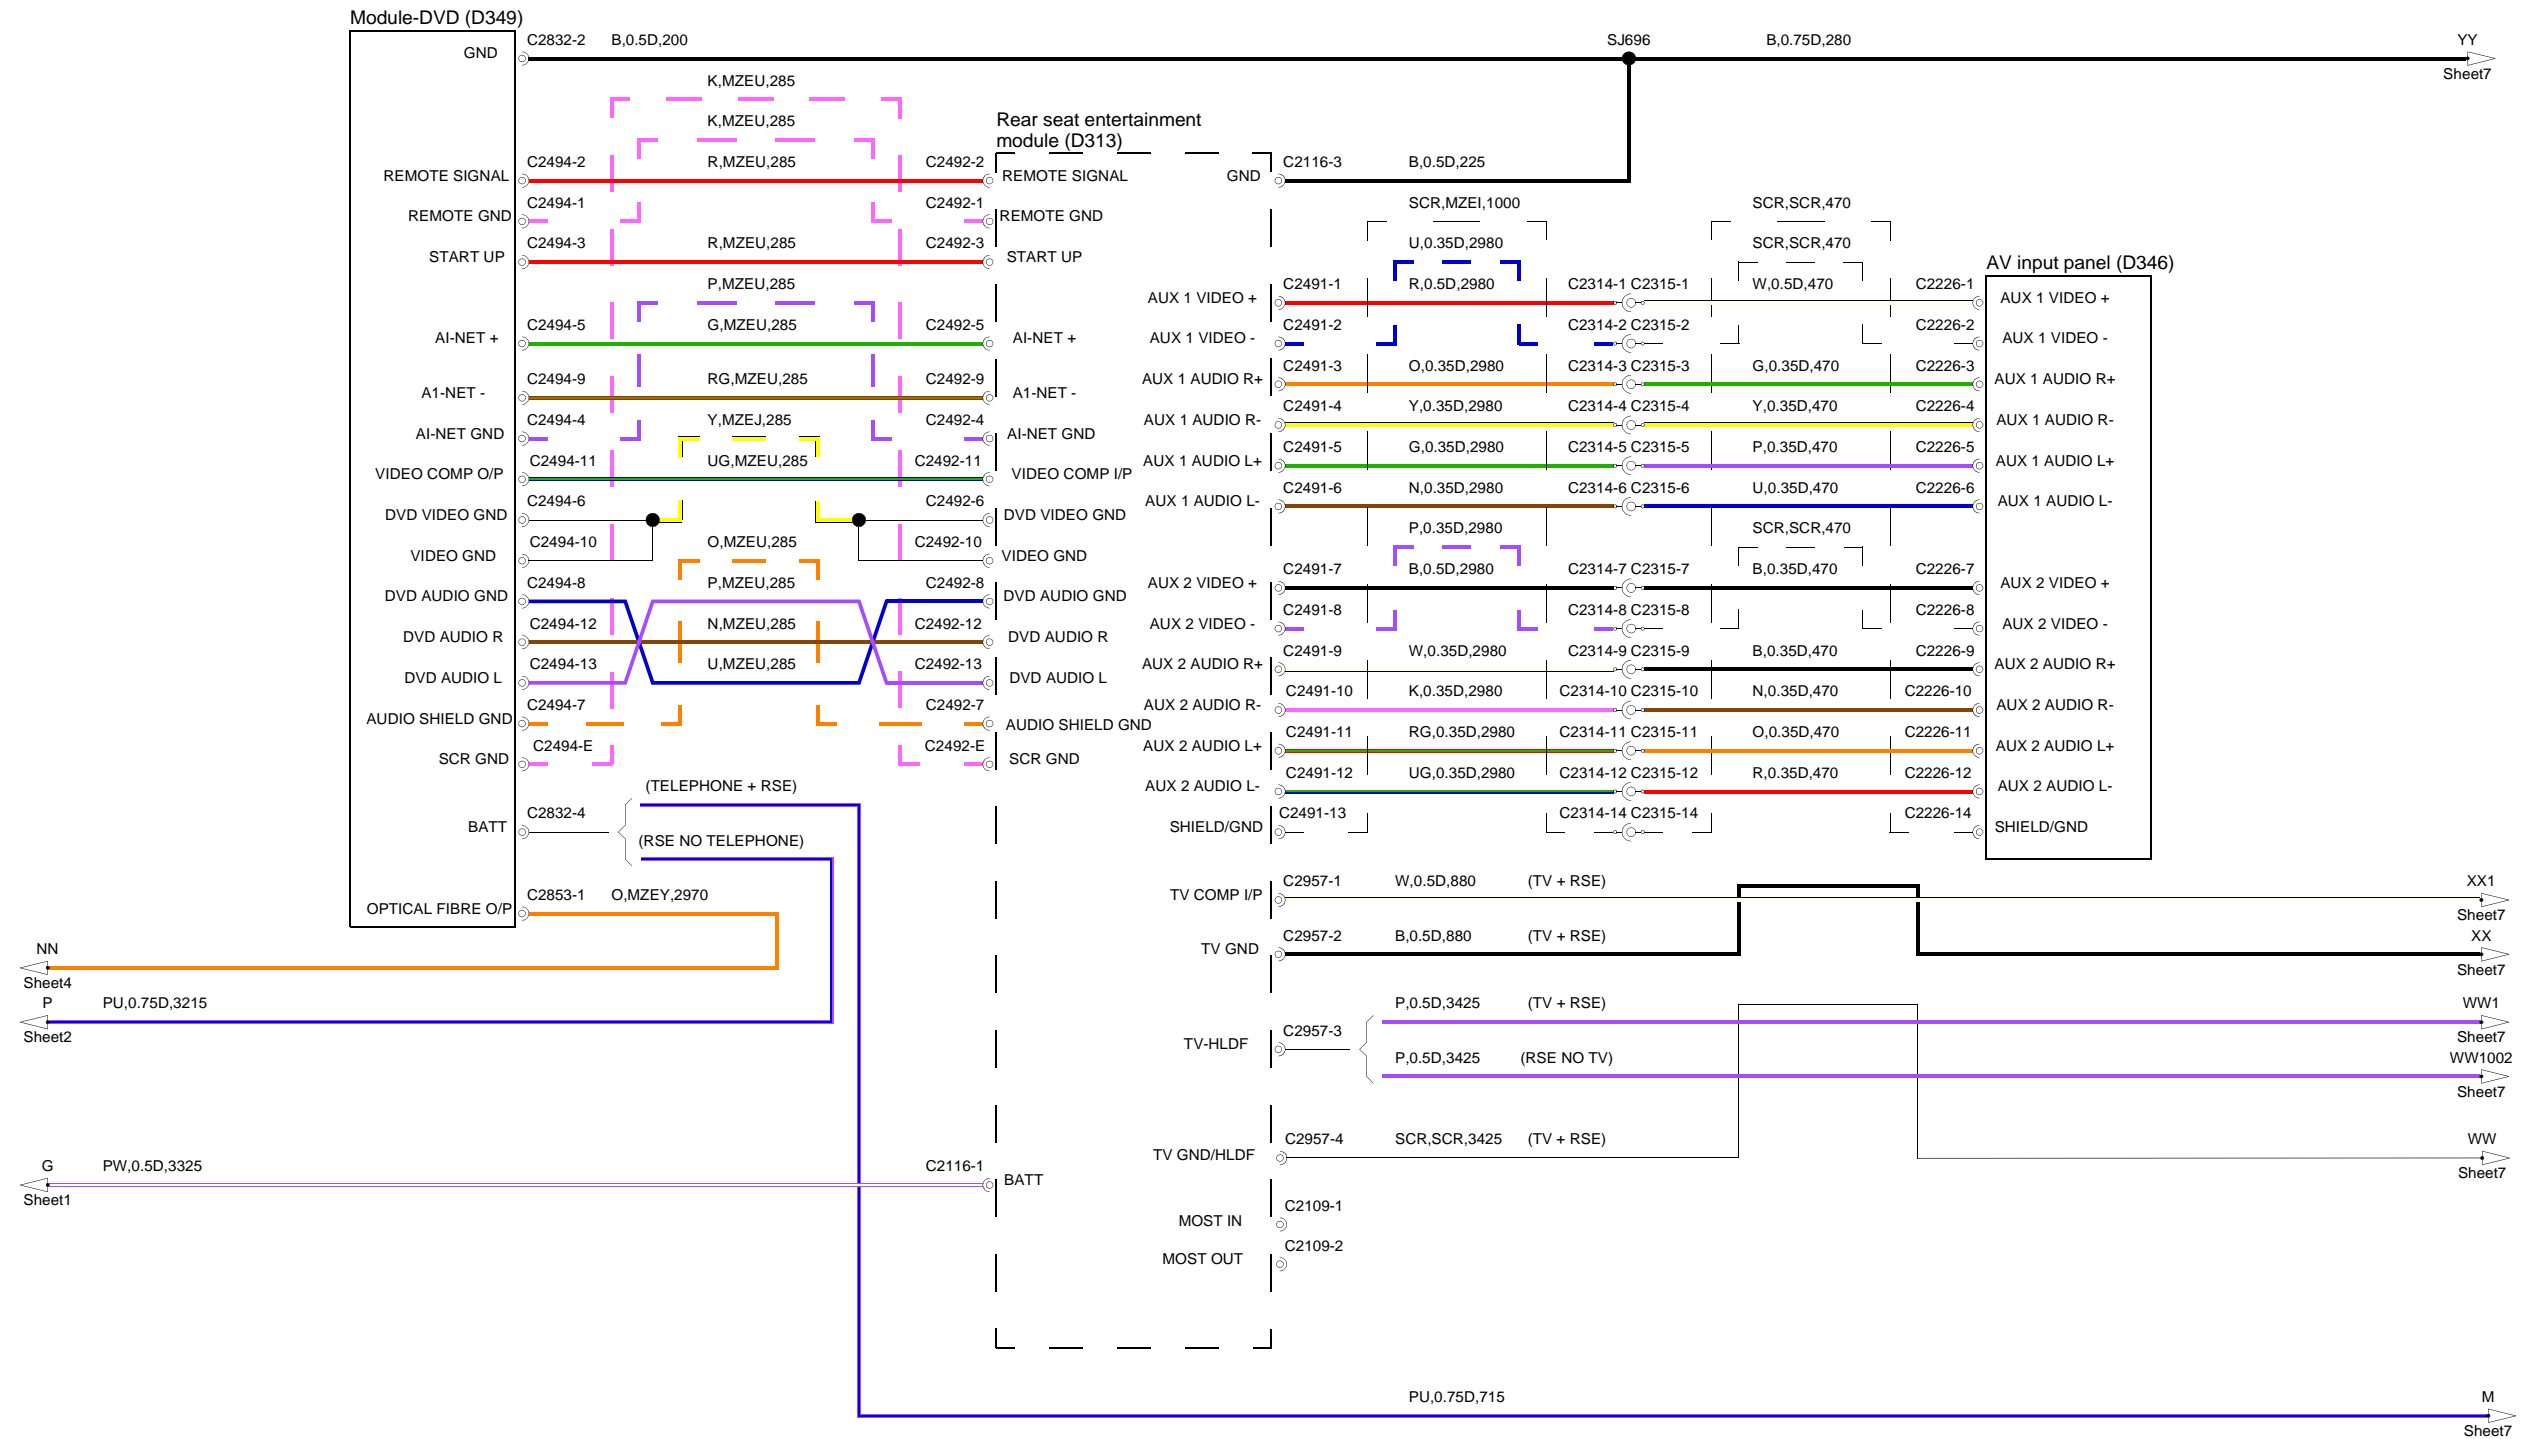 Module-DVD (D349)
GND
C2832-2 B,0.5D,200
SJ696 B,0.75D,280
YY
Sheet7
K,MZEU,285
K,MZEU,285
Rear seat entertainment
module (D313)
REMOTE SIGNAL C2494-2 R,MZEU,285 C2492-2 REMOTE SIGNAL
GND C2116-3 B,0.5D,225
REMOTE GND C2494-1 C2492-1 REMOTE GND
START UP C2494-3 R,MZEU,285 C2492-3 START UP
P,MZEU,285
AI-NET + C2494-5 G,MZEU,285 C2492-5 AI-NET +
A1-NET - C2494-9 RG,MZEU,285 C2492-9 A1-NET -
AI-NET GND C2494-4 Y,MZEJ,285 C2492-4 AI-NET GND
VIDEO COMP O/P C2494-11 UG,MZEU,285 C2492-11 VIDEO COMP I/P
DVD VIDEO GND C2494-6 C2492-6 DVD VIDEO GND
VIDEO GND C2494-10 O,MZEU,285 C2492-10 VIDEO GND
DVD AUDIO GND C2494-8 P,MZEU,285 C2492-8 DVD AUDIO GND
DVD AUDIO R C2494-12 N,MZEU,285 C2492-12 DVD AUDIO R
DVD AUDIO L C2494-13 U,MZEU,285 C2492-13 DVD AUDIO L
AUDIO SHIELD GND C2494-7 C2492-7 AUDIO SHIELD GND
SCR GND C2494-E C2492-E SCR GND
BATT C2832-4
(TELEPHONE + RSE)
(RSE NO TELEPHONE)
OPTICAL FIBRE O/P C2853-1 O,MZEY,2970
NN
Sheet4
P PU,0.75D,3215
Sheet2
G PW,0.5D,3325 C2116-1 BATT
Sheet1
SCR,MZEI,1000 SCR,SCR,470
U,0.35D,2980 SCR,SCR,470
AV input panel (D346)
AUX 1 VIDEO + C2491-1 R,0.5D,2980 C2314-1 C2315-1 W,0.5D,470 C2226-1 AUX 1 VIDEO +
AUX 1 VIDEO - C2491-2 C2314-2 C2315-2 C2226-2 AUX 1 VIDEO -
AUX 1 AUDIO R+ C2491-3 O,0.35D,2980 C2314-3 C2315-3 G,0.35D,470 C2226-3 AUX 1 AUDIO R+
AUX 1 AUDIO R- C2491-4 Y,0.35D,2980 C2314-4 C2315-4 Y,0.35D,470 C2226-4 AUX 1 AUDIO R-
AUX 1 AUDIO L+ C2491-5 G,0.35D,2980 C2314-5 C2315-5 P,0.35D,470 C2226-5 AUX 1 AUDIO L+
AUX 1 AUDIO L- C2491-6 N,0.35D,2980 C2314-6 C2315-6 U,0.35D,470 C2226-6 AUX 1 AUDIO L-
P,0.35D,2980 SCR,SCR,470
AUX 2 VIDEO + C2491-7 B,0.5D,2980 C2314-7 C2315-7 B,0.35D,470 C2226-7 AUX 2 VIDEO +
AUX 2 VIDEO - C2491-8 C2314-8 C2315-8 C2226-8 AUX 2 VIDEO -
AUX 2 AUDIO R+ C2491-9 W,0.35D,2980 C2314-9 C2315-9 B,0.35D,470 C2226-9 AUX 2 AUDIO R+
AUX 2 AUDIO R- C2491-10 K,0.35D,2980 C2314-10 C2315-10 N,0.35D,470 C2226-10 AUX 2 AUDIO R-
AUX 2 AUDIO L+ C2491-11 RG,0.35D,2980 C2314-11 C2315-11 O,0.35D,470 C2226-11 AUX 2 AUDIO L+
AUX 2 AUDIO L- C2491-12 UG,0.35D,2980 C2314-12 C2315-12 R,0.35D,470 C2226-12 AUX 2 AUDIO L-
SHIELD/GND C2491-13 C2314-14 C2315-14 C2226-14 SHIELD/GND
TV COMP I/P C2957-1 W,0.5D,880 (TV + RSE) XX1
Sheet7
TV GND C2957-2 B,0.5D,880 (TV + RSE) XX
Sheet7
P,0.5D,3425 (TV + RSE) WW1
Sheet7
TV-HLDF C2957-3
P,0.5D,3425 (RSE NO TV) WW1002
Sheet7
TV GND/HLDF C2957-4 SCR,SCR,3425 (TV + RSE) WW
Sheet7
MOST IN C2109-1
MOST OUT C2109-2
PU,0.75D,715 M
Sheet7